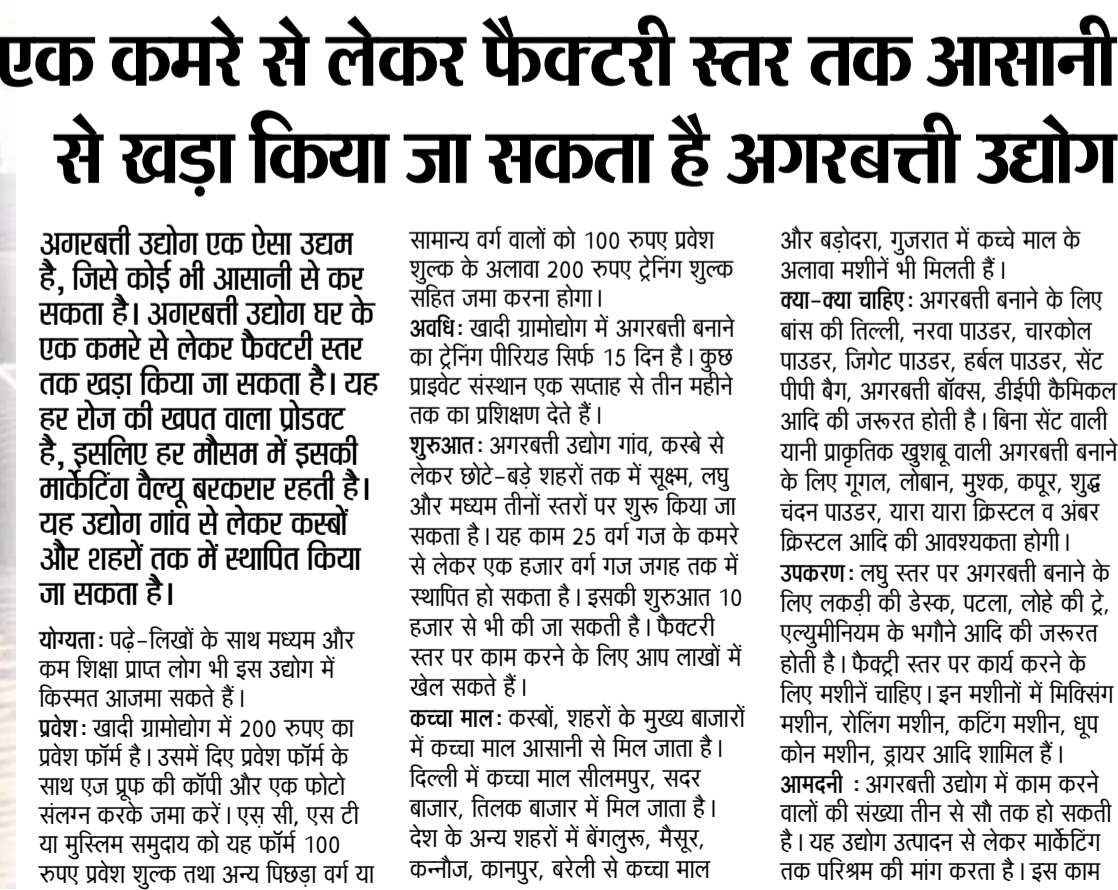 एक कमरे से लेकर फैक्टरी स्तर तक आसानी
से खड़ा किया जा सकता है अगरबत्ती उद्योग
अगरबत्ती उद्योग एक ऐसा उद्यम
है, जिसे कोई भी आसानी से कर
सकता है। अगरबत्ती उद्योग घर के
एक कमरे से लेकर फैक्टरी स्तर
तक खड़ा किया जा सकता है। यह
हर रोज की खपत वाला प्रोडक्ट
है, इसलिए हर मौसम में इसकी
मार्केटिंग वैल्यू बरकरार रहती है।
यह उद्योग गांव से लेकर कस्बों
और शहरों तक में स्थापित किया
जा सकता है।
योग्यता: पढ़े-लिखों के साथ मध्यम और
कम शिक्षा प्राप्त लोग भी इस उद्योग में
किस्मत आजमा सकते हैं।
प्रवेश: खादी ग्रामोद्योग में 200 रुपए का
प्रवेश फॉर्म है। उसमें दिए प्रवेश फॉर्म के
साथ एज प्रूफ की कॉपी और एक फोटो
संलग्न करके जमा करें। एस सी, एस टी
या मुस्लिम समुदाय को यह फॉर्म 100
रुपए प्रवेश शुल्क तथा अन्य पिछड़ा वर्ग या
सामान्य वर्ग वालों को 100 रुपए प्रवेश
शुल्क के अलावा 200 रुपए ट्रेनिंग शुल्क
सहित जमा करना होगा।
अवधि: खादी ग्रामोद्योग में अगरबत्ती बनाने
का ट्रेनिंग पीरियड सिर्फ 15 दिन है। कुछ
प्राइवेट संस्थान एक सप्ताह से तीन महीने
तक का प्रशिक्षण देते हैं।
शुरुआत: अगरबत्ती उद्योग गांव, कस्बे से
लेकर छोटे-बड़े शहरों तक में सूक्ष्म, लघु
और मध्यम तीनों स्तरों पर शुरू किया जा
सकता है। यह काम 25 वर्ग गज के कमरे
से लेकर एक हजार वर्ग गज जगह तक में
स्थापित हो सकता है। इसकी शुरुआत 10
हजार से भी की जा सकती है। फैक्टरी
स्तर पर काम करने के लिए आप लाखों में
खेल सकते हैं।
कच्चा माल: कस्बों, शहरों के मुख्य बाजारों
में कच्चा माल आसानी से मिल जाता है।
दिल्ली में कच्चा माल सीलमपुर, सदर
बाजार, तिलक बाजार में मिल जाता है।
देश के अन्य शहरों में बेंगलुरू, मैसूर,
कन्नौज, कानपुर, बरेली से कच्चा माल
और बड़ोदरा, गुजरात में कच्चे माल के
अलावा मशीनें भी मिलती हैं।
क्या-क्या चाहिए: अगरबत्ती बनाने के लिए
बांस की तिल्ली, नरवा पाउडर, चारकोल
पाउडर, जिगेट पाउडर, हर्बल पाउडर, सेंट
पीपी बैग, अगरबत्ती बॉक्स, डीईपी कैमिकल
आदि की जरूरत होती है। बिना सेंट वाली
यानी प्राकृतिक खुशबू वाली अगरबत्ती बनाने
के लिए गूगल, लोबान, मुश्क, कपूर, शुद्ध
चंदन पाउडर, यारा यारा क्रिस्टल व अंबर
क्रिस्टल आदि की आवश्यकता होगी।
उपकरण: लघु स्तर पर अगरबत्ती बनाने के
लिए लकड़ी की डेस्क, पटला, लोहे की ट्रे,
एल्युमीनियम के भगौने आदि की जरूरत
होती है। फैक्ट्री स्तर पर कार्य करने के
लिए मशीनें चाहिए। इन मशीनों में मिक्सिंग
मशीन, रोलिंग मशीन, कटिंग मशीन, धूप
कोन मशीन, ड्रायर आदि शामिल हैं।
आमदनी : अगरबत्ती उद्योग में काम करने
वालों की संख्या तीन से सौ तक हो सकती
है। यह उद्योग उत्पादन से लेकर मार्केटिंग
तक परिश्रम की मांग करता है। इस काम